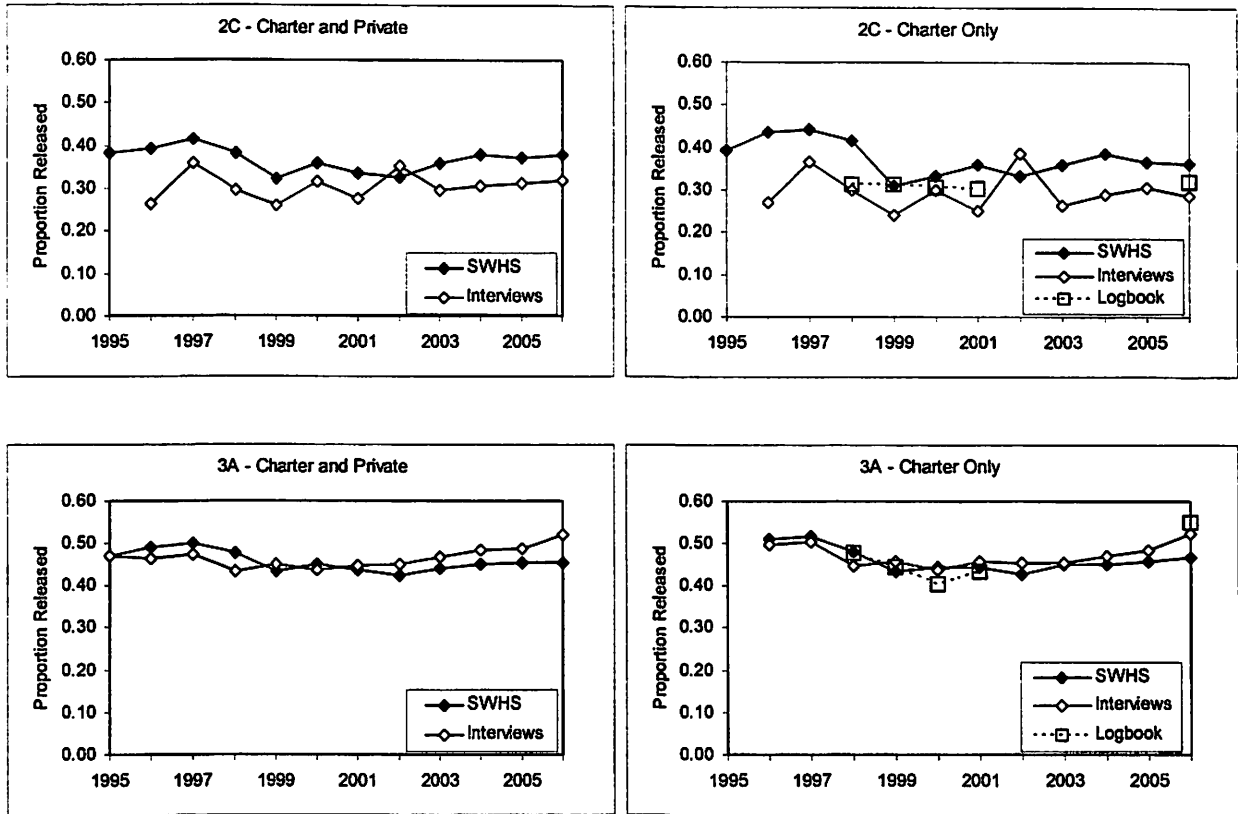 2C - Charter and Private
Proportion Released
0.60
0.50
0.40
0.30
0.20
0.10
0.00
SWHS
Interviews
1995 1997 1999 2001 2003 2005
2C - Charter Only
Proportion Released
0.60
0.50
0.40
0.30
0.20
0.10
0.00
SWHS
Interviews
Logbook
1995 1997 1999 2001 2003 2005
3A - Charter and Private
Proportion Released
0.60
0.50
0.40
0.30
0.20
0.10
0.00
SWHS
Interviews
1995 1997 1999 2001 2003 2005
3A - Charter Only
Proportion Released
0.60
0.50
0.40
0.30
0.20
0.10
0.00
SWHS
Interviews
Logbook
1995 1997 1999 2001 2003 2005